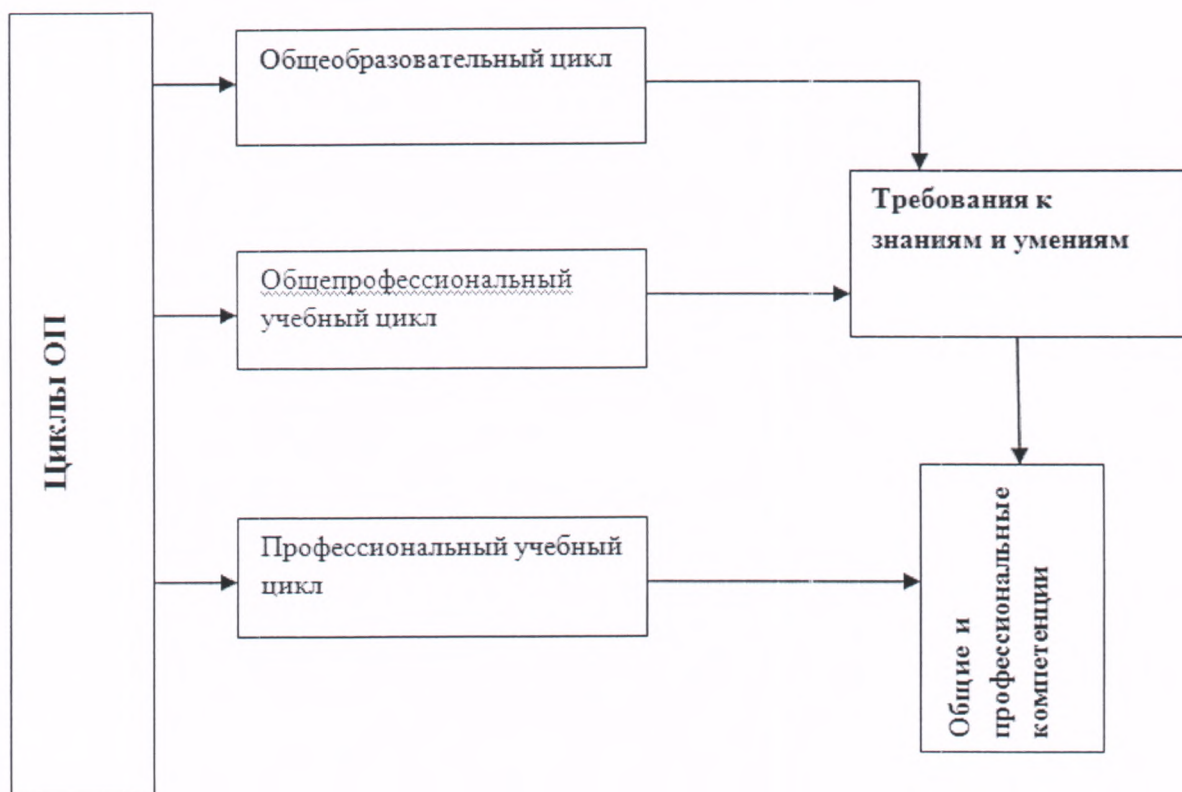 Циклы ОП
Общеобразовательный цикл
Общепрофессиональный
учебный цикл
Профессиональный учебный
цикл
Требования к
знаниям и умениям
Общие и
профессиональные
компетенции